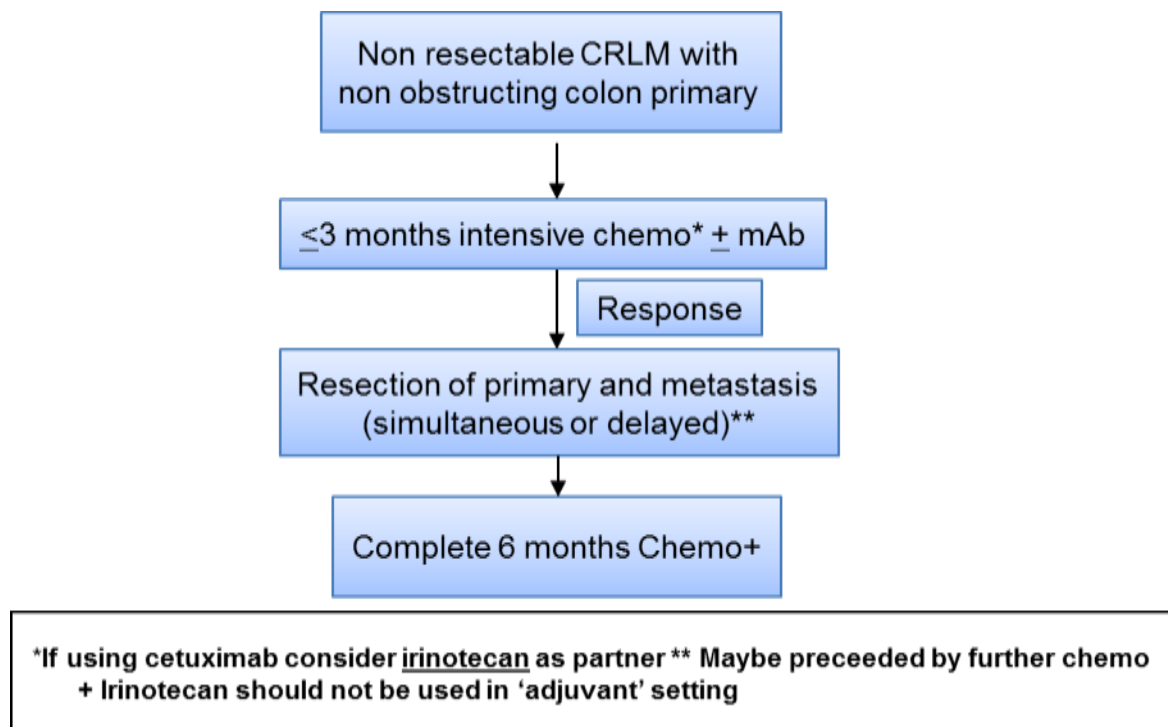 Non resectable CRLM with
non obstructing colon primary
<3 months intensive chemo* ± mAb
Response
Resection of primary and metastasis
(simultaneous or delayed)**
Complete 6 months Chemo+
*If using cetuximab consider irinotecan as partner ** Maybe preceeded by further chemo
+ Irinotecan should not be used in ‘adjuvant’ setting